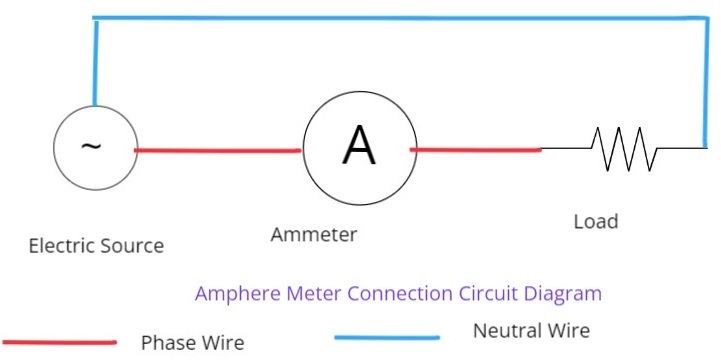 ~
A
Electric Source
Ammeter
Load
Amphere Meter Connection Circuit Diagram
Phase Wire
Neutral Wire